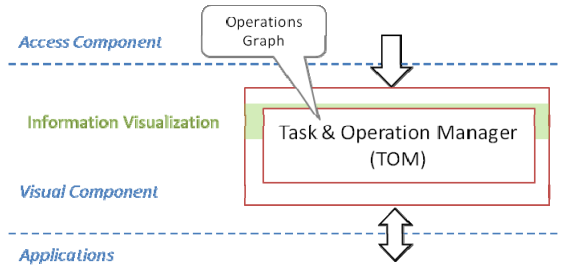 Operations
Graph
Access Component
Information Visualization
Task & Operation Manager
(TOM)
Visual Component
Applications